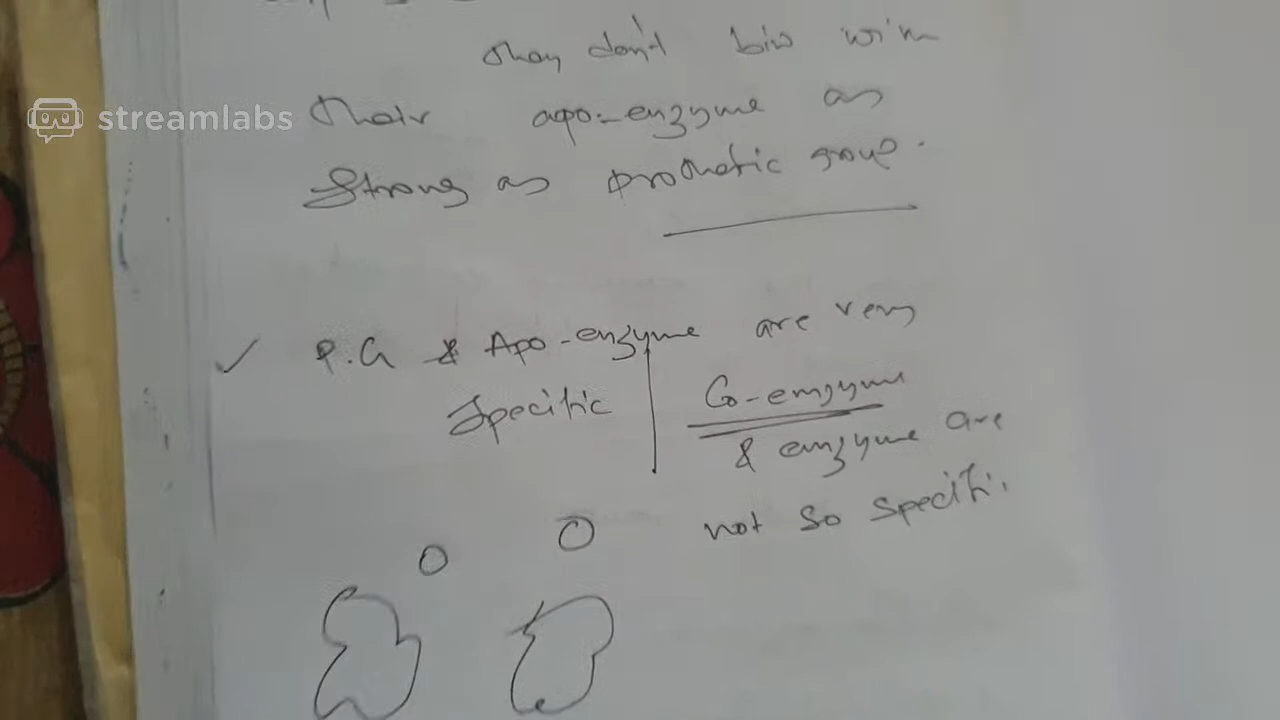 they don't bin with
streamlabs
their apo-enzyme as
strong as prosthetic group.
P.G & Apo-enzyme are very
specific
Co-enzyme
& enzyme are
not so specific.